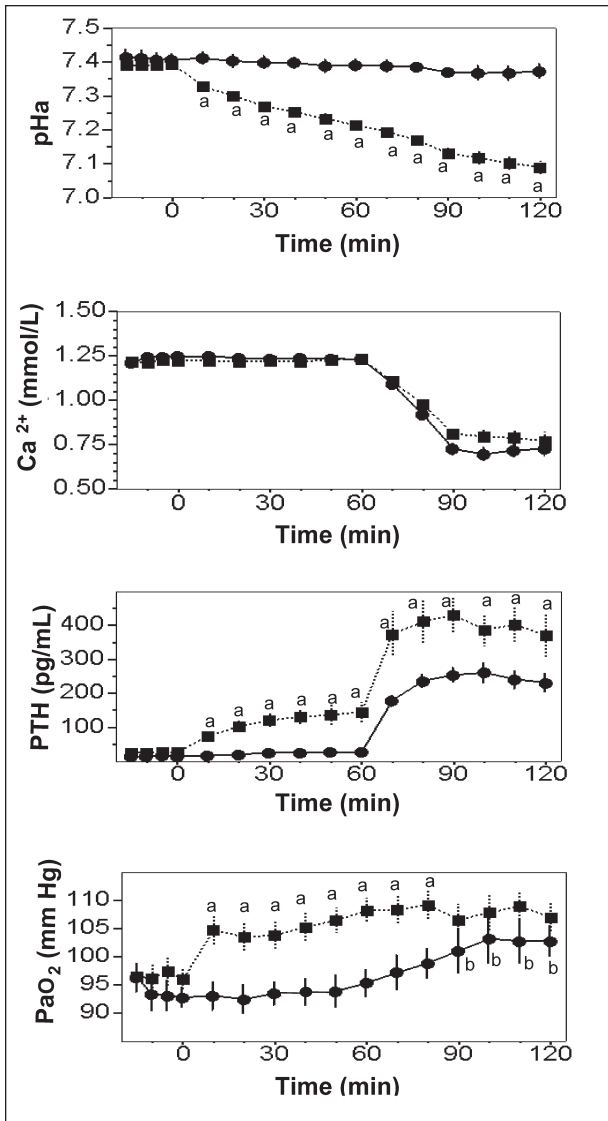 7.5
7.4
7.3
7.2
7.1
7.0
pHa
a a a a a a a a a a a a
0 30 60 90 120
Time (min)
1.50
1.25
1.00
0.75
0.50
Ca 2+ (mmol/L)
0 30 60 90 120
Time (min)
400
300
200
100
PTH (pg/mL)
a a a a a a a a a a a a
0 30 60 90 120
Time (min)
110
105
100
95
90
PaO2 (mm Hg)
a a a a a a a a
b b b b
0 30 60 90 120
Time (min)